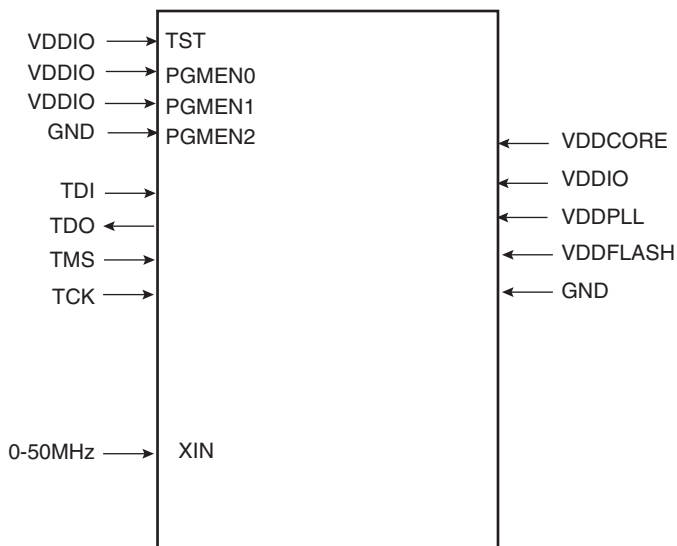 VDDIO TST
VDDIO PGMEN0
VDDIO PGMEN1
GND PGMEN2
VDDCORE
VDDIO
TDI
TDO VDDPLL
TMS VDDFLASH
TCK GND
0-50MHz XIN